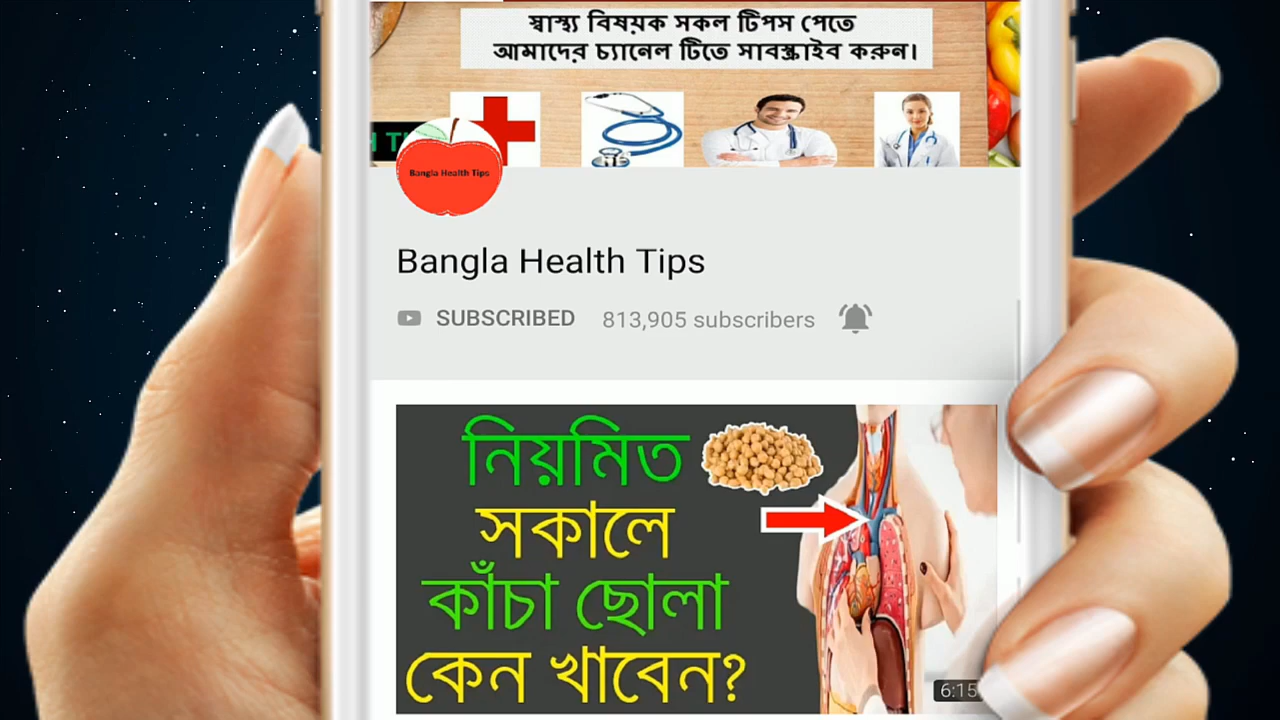 স্বাস্থ্য বিষয়ক সকল টিপস পেতে
আমাদের চ্যানেল টিতে সাবস্ক্রাইব করুন।
H TI
Bangla Health Tips
Bangla Health Tips
SUBSCRIBED 813,905 subscribers
নিয়মিত
সকালে
কাঁচা ছোলা
কেন খাবেন?
6:15